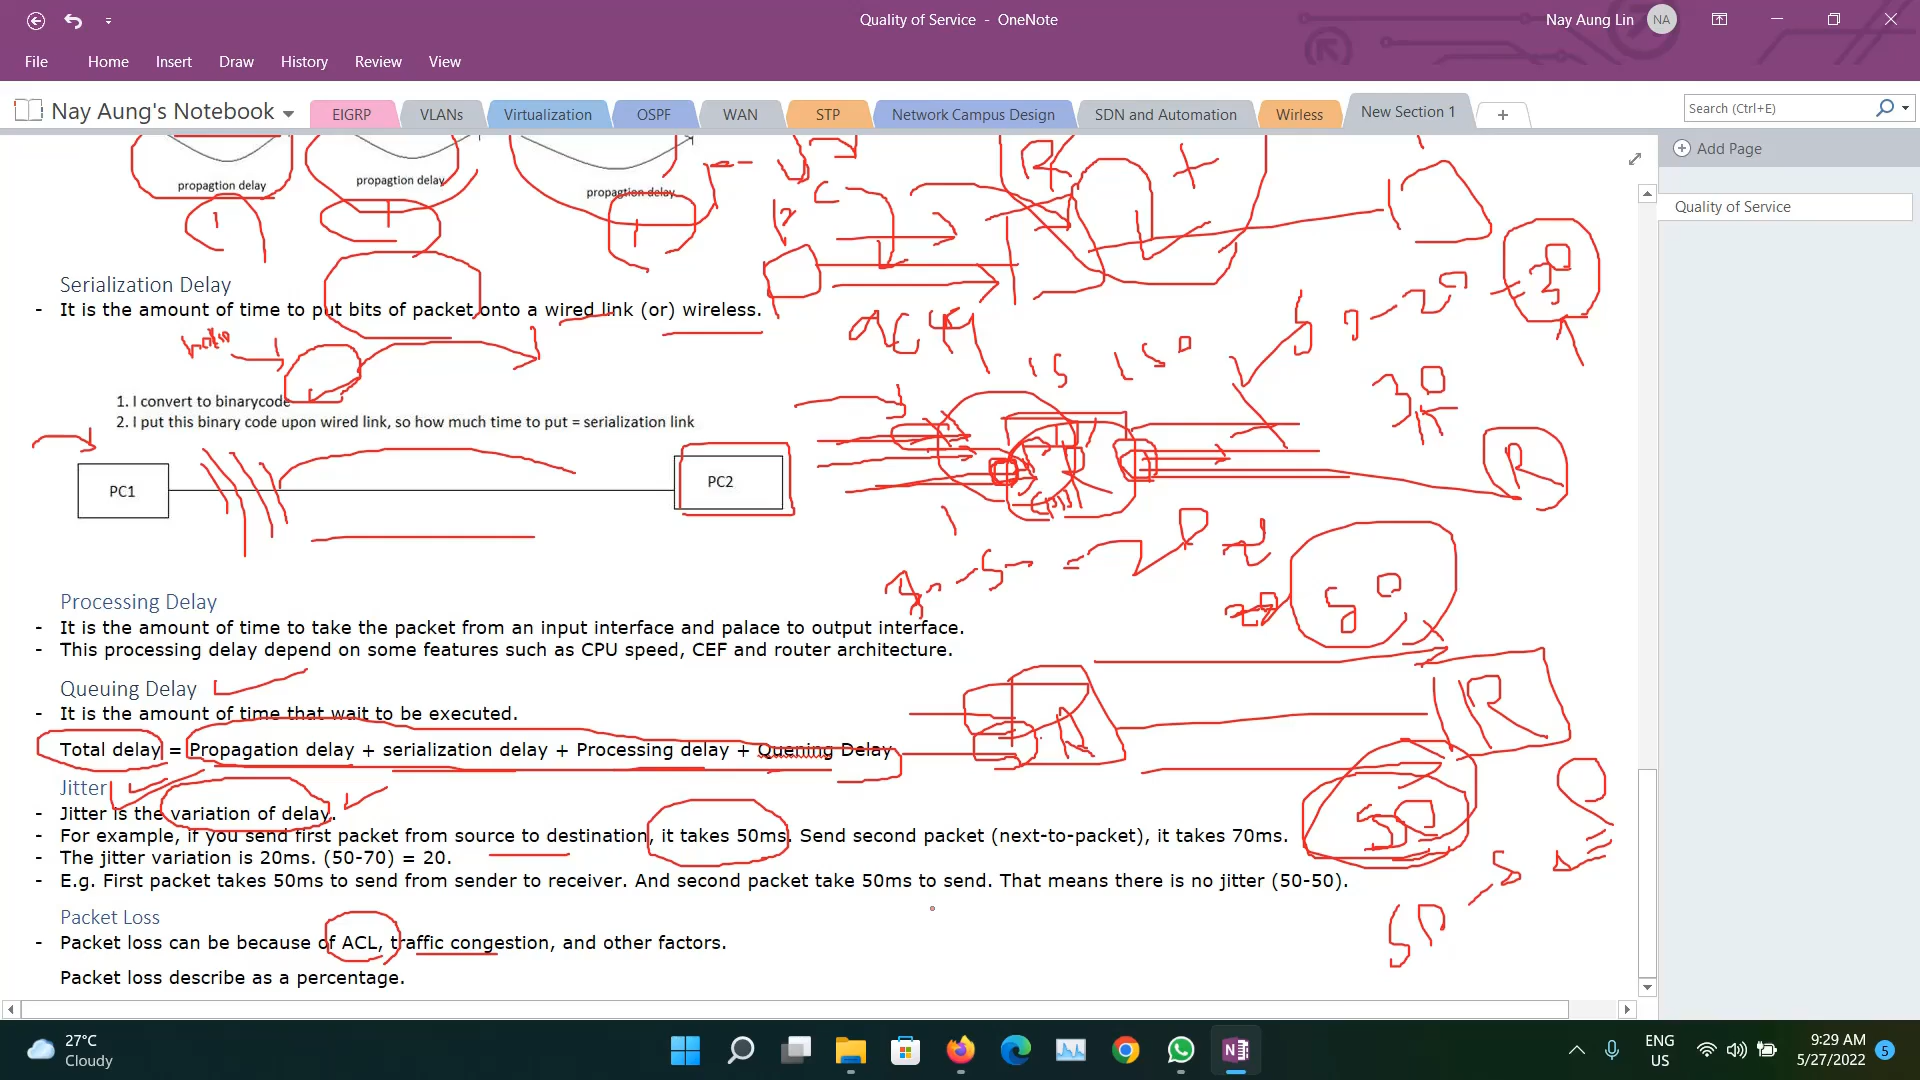 Quality of Service - OneNote
Nay Aung Lin
NA
File Home Insert Draw History Review View
Nay Aung's Notebook
EIGRP VLANs Virtualization OSPF WAN STP Network Campus Design SDN and Automation Wirless New Section 1 +
Search (Ctrl+E)
Add Page
Quality of Service
propagtion delay propagtion delay propagtion delay
1 1 1
Serialization Delay
- It is the amount of time to put bits of packet onto a wired link (or) wireless.
1. I convert to binarycode
2. I put this binary code upon wired link, so how much time to put = serialization link
PC1 PC2
R
Processing Delay
- It is the amount of time to take the packet from an input interface and palace to output interface.
- This processing delay depend on some features such as CPU speed, CEF and router architecture.
Queuing Delay
- It is the amount of time that wait to be executed.
Total delay = Propagation delay + serialization delay + Processing delay + Quening Delay
R R
Jitter
- Jitter is the variation of delay.
- For example, if you send first packet from source to destination, it takes 50ms. Send second packet (next-to-packet), it takes 70ms.
- The jitter variation is 20ms. (50-70) = 20.
- E.g. First packet takes 50ms to send from sender to receiver. And second packet take 50ms to send. That means there is no jitter (50-50).
Packet Loss
- Packet loss can be because of ACL, traffic congestion, and other factors.
Packet loss describe as a percentage.
27°C
Cloudy
ENG
US
9:29 AM
5/27/2022
5